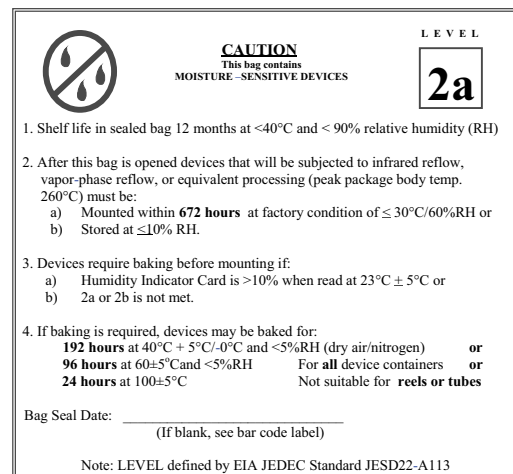 L E V E L
CAUTION
This bag contains
MOISTURE –SENSITIVE DEVICES
2a
1. Shelf life in sealed bag 12 months at <40°C and < 90% relative humidity (RH)
2. After this bag is opened devices that will be subjected to infrared reflow,
vapor-phase reflow, or equivalent processing (peak package body temp.
260°C) must be:
a) Mounted within 672 hours at factory condition of ≤ 30°C/60%RH or
b) Stored at ≤10% RH.
3. Devices require baking before mounting if:
a) Humidity Indicator Card is >10% when read at 23°C ± 5°C or
b) 2a or 2b is not met.
4. If baking is required, devices may be baked for:
192 hours at 40°C + 5°C/-0°C and <5%RH (dry air/nitrogen) or
96 hours at 60±5°Cand <5%RH For all device containers or
24 hours at 100±5°C Not suitable for reels or tubes
Bag Seal Date: ______________________________
(If blank, see bar code label)
Note: LEVEL defined by EIA JEDEC Standard JESD22-A113